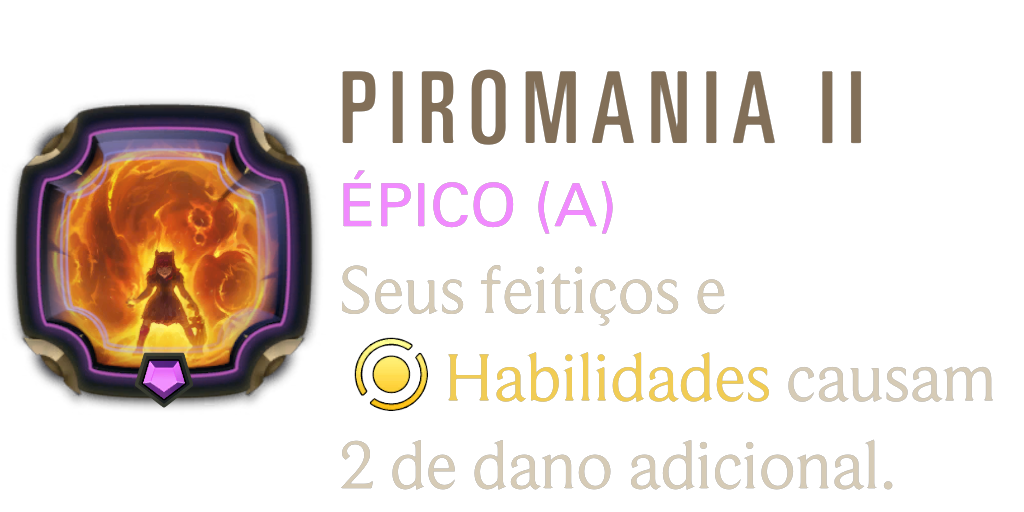 PIROMANIA II
ÉPICO (A)
Seus feitiços e
Habilidades causam
2 de dano adicional.